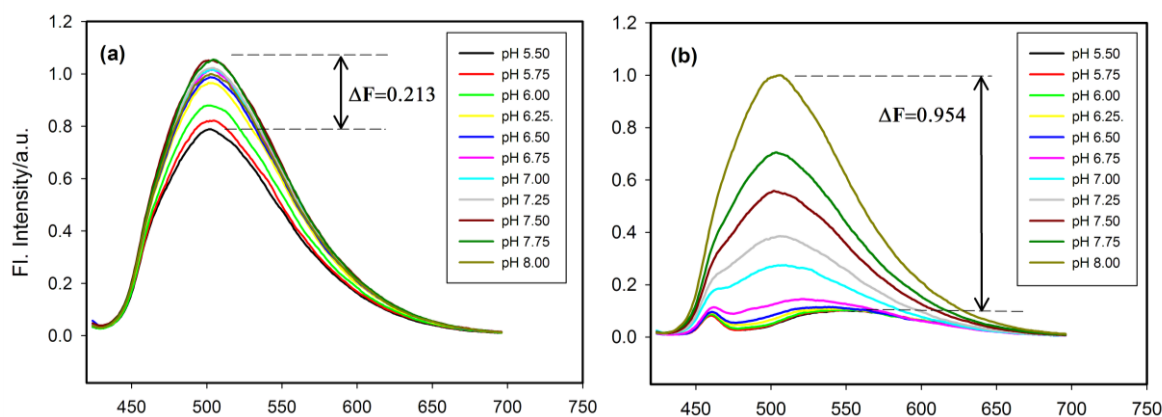 Fl. Intensity/a.u.
1.2
1.0
0.8
0.6
0.4
0.2
0.0
(a)
ΔF=0.213
pH 5.50
pH 5.75
pH 6.00
pH 6.25.
pH 6.50
pH 6.75
pH 7.00
pH 7.25
pH 7.50
pH 7.75
pH 8.00
450 500 550 600 650 700 750
1.2
1.0
0.8
0.6
0.4
0.2
0.0
(b)
ΔF=0.954
pH 5.50
pH 5.75
pH 6.00
pH 6.25.
pH 6.50
pH 6.75
pH 7.00
pH 7.25
pH 7.50
pH 7.75
pH 8.00
450 500 550 600 650 700 750